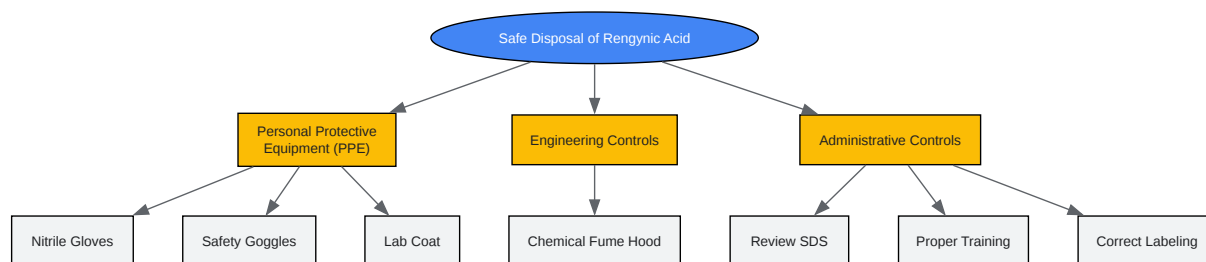 Safe Disposal of Rengynic Acid
Personal Protective
Equipment (PPE)
Engineering Controls
Administrative Controls
Nitrile Gloves
Safety Goggles
Lab Coat
Chemical Fume Hood
Review SDS
Proper Training
Correct Labeling